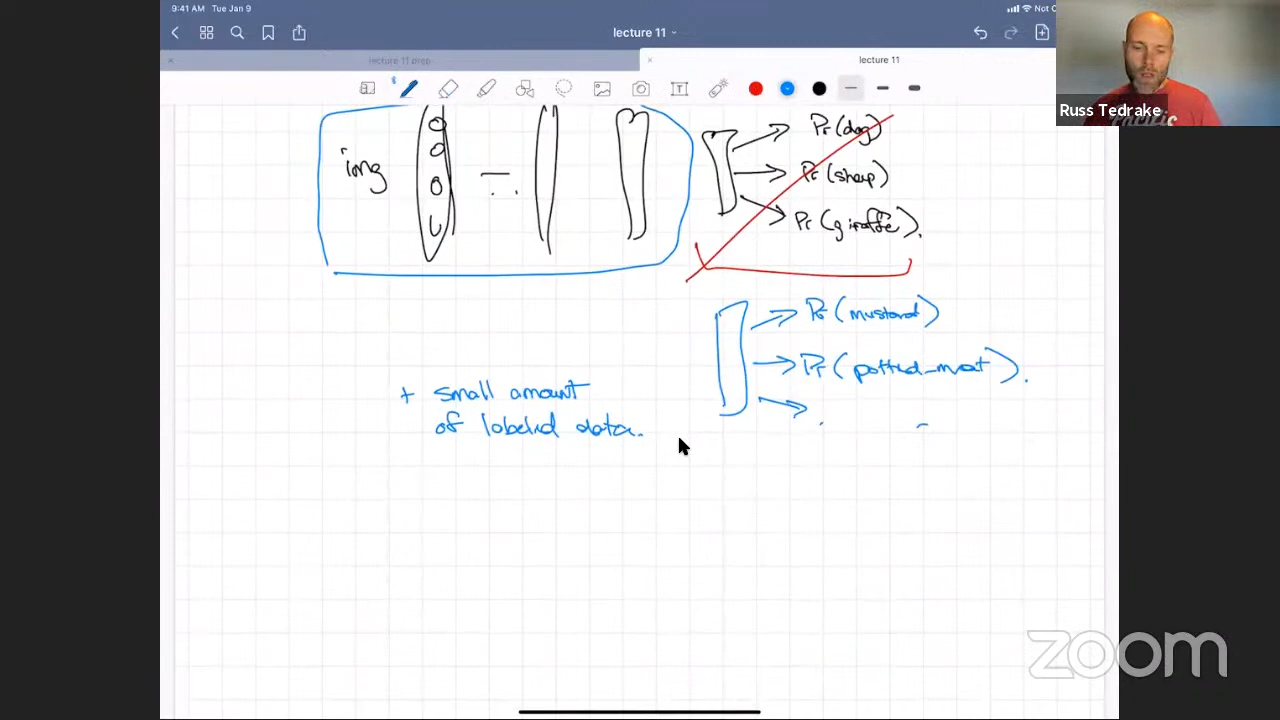 9:41 AM Tue Jan 9
Not C
lecture 11
lecture 11 prep
lecture 11
Russ Tedrake
img
Pr(dog)
Pr(sheep)
Pr(giraffe).
Pr(mustard)
Pr(potted_meat).
+ small amount
of labeled data.
zoom